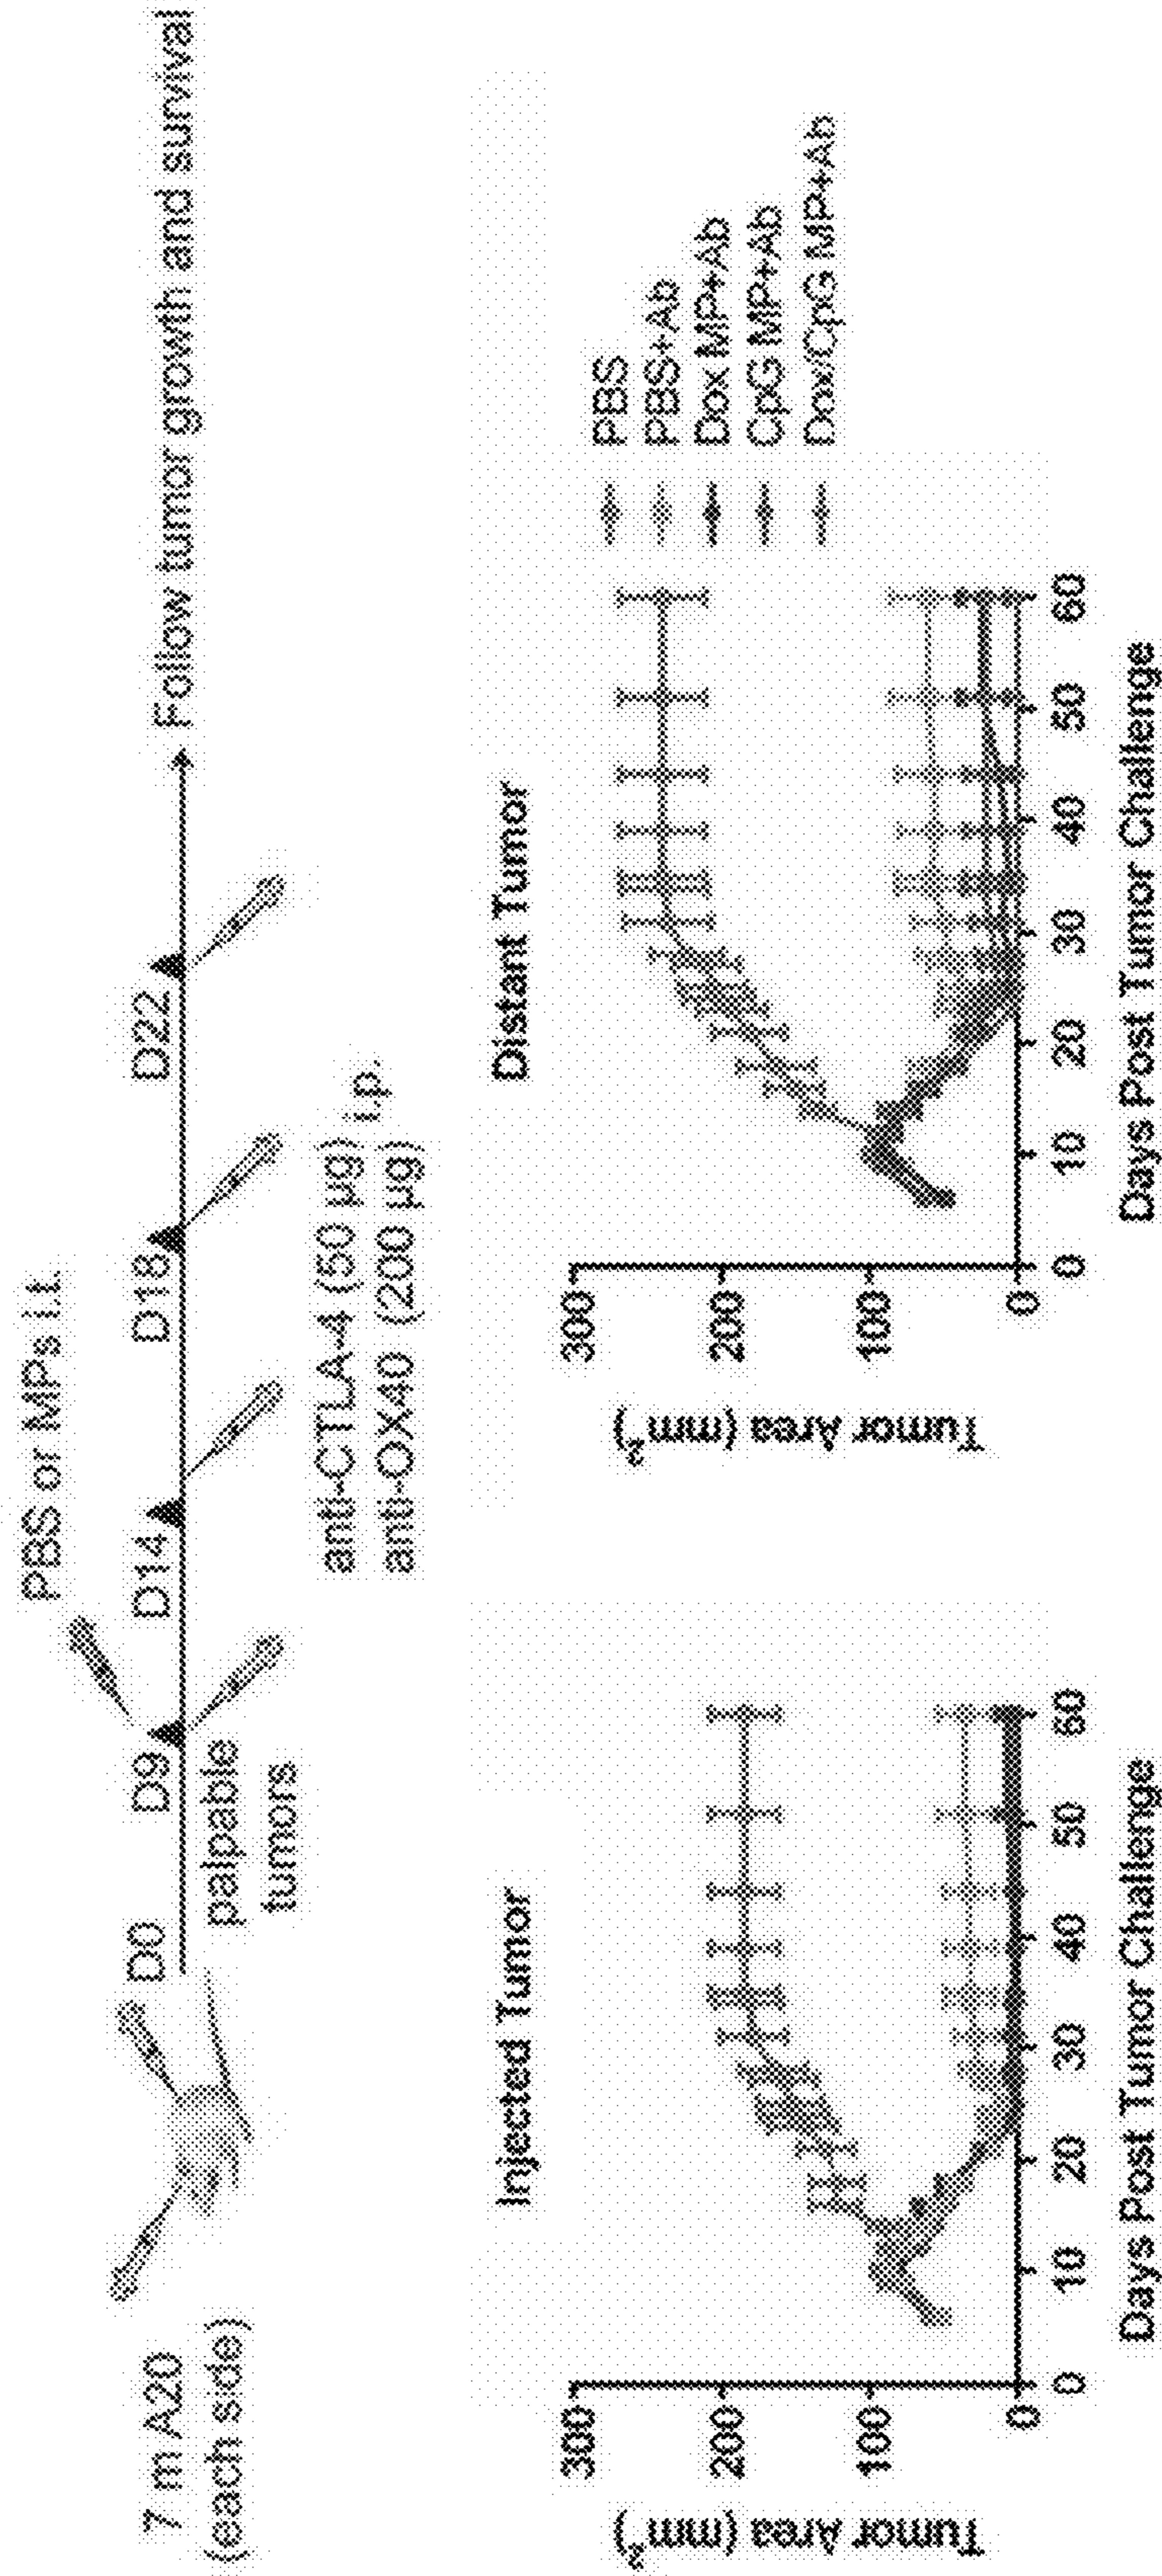 7 m A20
(each side)
D0
D9
D14
D18
D22
PBS or MPs i.t.
palpable
tumors
anti-CTLA-4 (50 µg)
anti-OX40 (200 µg)
i.p.
Follow tumor growth and survival
Injected Tumor
Tumor Area (mm²)
300
200
100
0
0 10 20 30 40 50 60
Days Post Tumor Challenge
Distant Tumor
Tumor Area (mm²)
300
200
100
0
0 10 20 30 40 50 60
Days Post Tumor Challenge
PBS
PBS+Ab
Dox MP+Ab
CpG MP+Ab
Dox/CpG MP+Ab